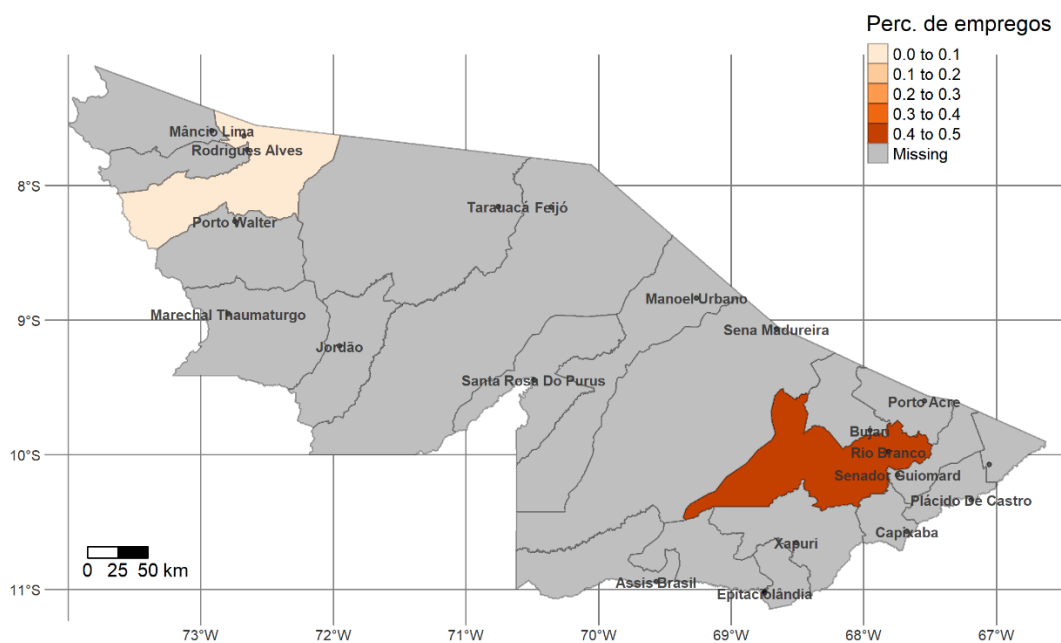 Perc. de empregos
0.0 to 0.1
0.1 to 0.2
0.2 to 0.3
0.3 to 0.4
0.4 to 0.5
Missing
Mâncio Lima
Rodrigues Alves
8°S
Tarauacá Feijó
Porto Walter
Manoel Urbano
Marechal Thaumaturgo
9°S
Sena Madureira
Jordão
Santa Rosa Do Purus
Porto Acre
Bujari
10°S
Rio Branco
Senador Guiomard
Plácido De Castro
Capixaba
Xapuri
0 25 50 km
Assis Brasil
11°S
Epitaciolândia
73°W 72°W 71°W 70°W 69°W 68°W 67°W